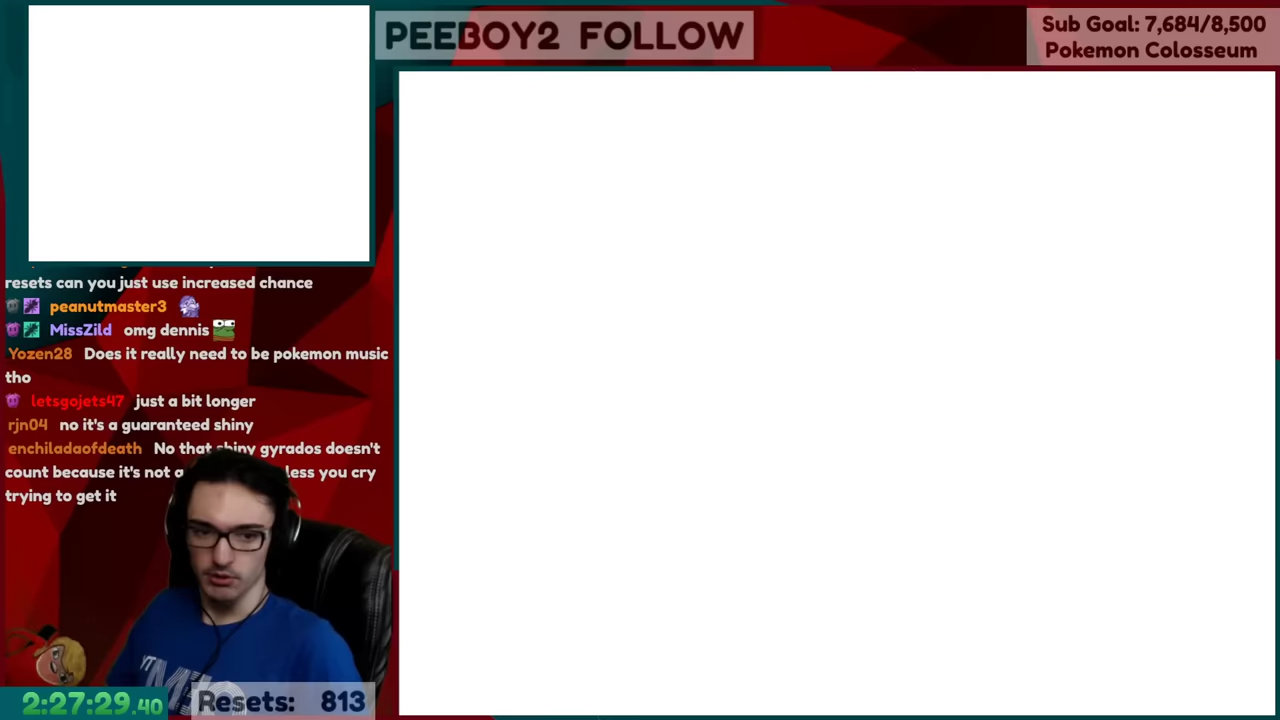 PEEBOY2 FOLLOW
Sub Goal: 7,684/8,500
Pokemon Colosseum
resets can you just use increased chance
peanutmaster3
MissZild omg dennis
Yozen28 Does it really need to be pokemon music
tho
letsgojets47 just a bit longer
rjn04 no it's a guaranteed shiny
enchiladaofdeath No that shiny gyrados doesn't
count because it's not a less you cry
trying to get it
2:27:29.40
Resets: 813